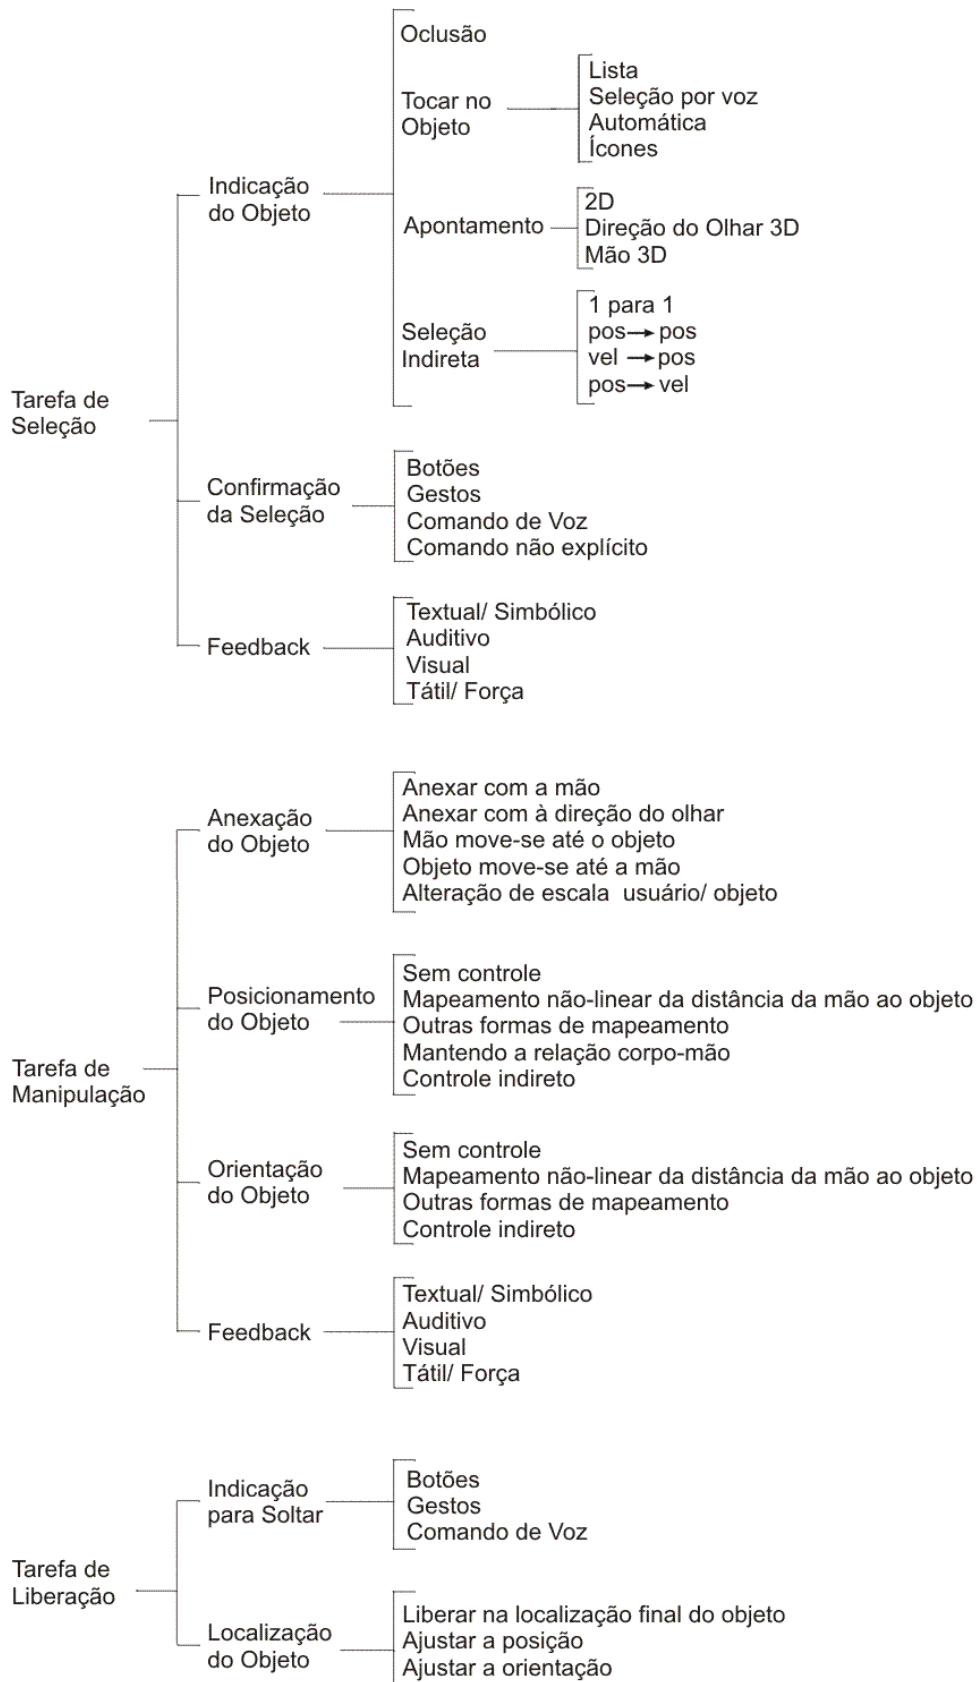 Tarefa de
Seleção
Indicação
do Objeto
Oclusão
Tocar no
Objeto
Lista
Seleção por voz
Automática
Ícones
Apontamento
2D
Direção do Olhar 3D
Mão 3D
Seleção
Indireta
1 para 1
pos→ pos
vel → pos
pos→ vel
Confirmação
da Seleção
Botões
Gestos
Comando de Voz
Comando não explícito
Feedback
Textual/ Simbólico
Auditivo
Visual
Tátil/ Força
Tarefa de
Manipulação
Anexação
do Objeto
Anexar com a mão
Anexar com à direção do olhar
Mão move-se até o objeto
Objeto move-se até a mão
Alteração de escala usuário/ objeto
Posicionamento
do Objeto
Sem controle
Mapeamento não-linear da distância da mão ao objeto
Outras formas de mapeamento
Mantendo a relação corpo-mão
Controle indireto
Orientação
do Objeto
Sem controle
Mapeamento não-linear da distância da mão ao objeto
Outras formas de mapeamento
Controle indireto
Feedback
Textual/ Simbólico
Auditivo
Visual
Tátil/ Força
Tarefa de
Liberação
Indicação
para Soltar
Botões
Gestos
Comando de Voz
Localização
do Objeto
Liberar na localização final do objeto
Ajustar a posição
Ajustar a orientação